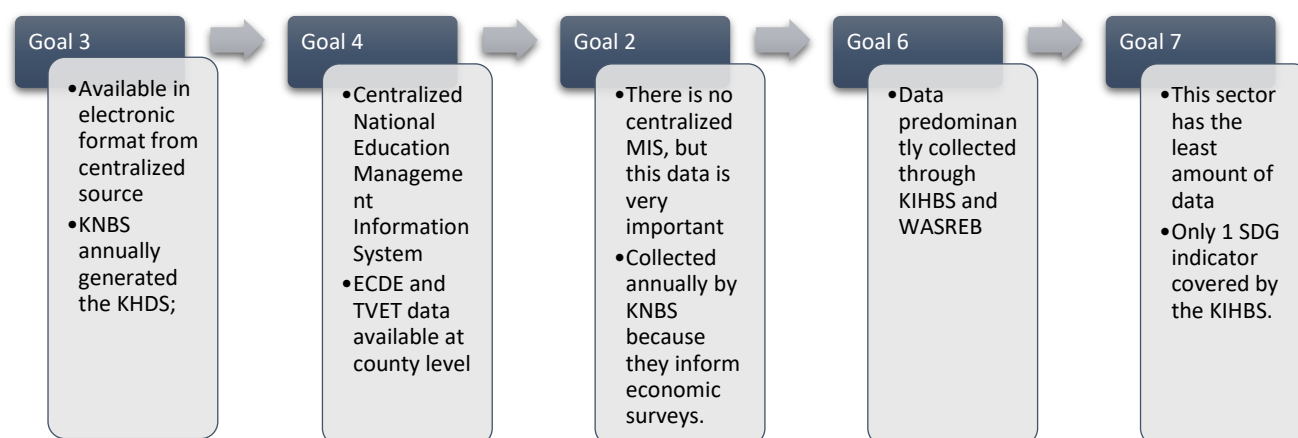 Goal 3
•Available in
electronic
format from
centralized
source
•KNBS
annually
generated
the KHDS;
Goal 4
•Centralized
National
Education
Manageme
nt
Information
System
•ECDE and
TVET data
available at
county level
Goal 2
•There is no
centralized
MIS, but
this data is
very
important
•Collected
annually by
KNBS
because
they inform
economic
surveys.
Goal 6
•Data
predominan
tly collected
through
KIHBS and
WASREB
Goal 7
•This sector
has the
least
amount of
data
•Only 1 SDG
indicator
covered by
the KIHBS.